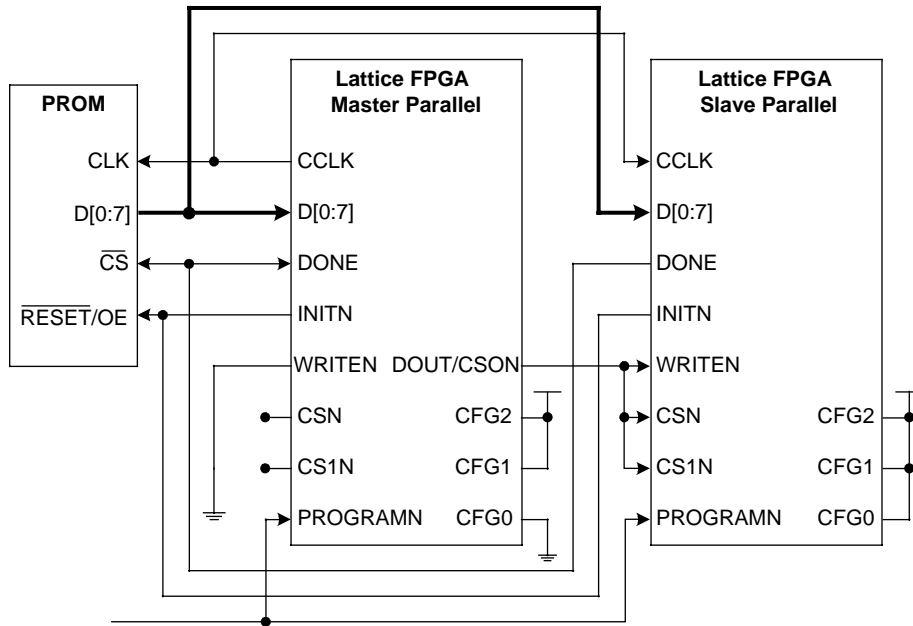 Lattice FPGA
Master Parallel
Lattice FPGA
Slave Parallel
PROM
CLK
CCLK
CCLK
D[0:7]
D[0:7]
D[0:7]
CS
DONE
DONE
RESET/OE
INITN
INITN
WRITEN
DOUT/CSON
WRITEN
CSN
CFG2
CSN
CFG2
CS1N
CFG1
CS1N
CFG1
PROGRAMN
CFG0
PROGRAMN
CFG0